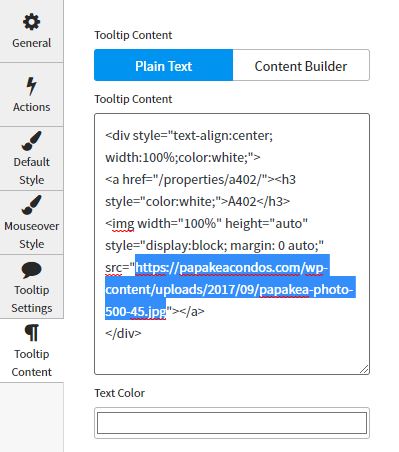 General
Actions
Default
Style
Mouseover
Style
Tooltip
Settings
Tooltip
Content
Tooltip Content
Plain Text
Content Builder
Tooltip Content
<div style="text-align:center;
width:100%;color:white;">
<a href="/properties/a402/"><h3
style="color:white;">A402</h3>
<img width="100%" height="auto"
style="display:block; margin: 0 auto;"
src="https://papakeacondos.com/wp-
content/uploads/2017/09/papakea-photo-
500-45.jpg"></a>
</div>
Text Color